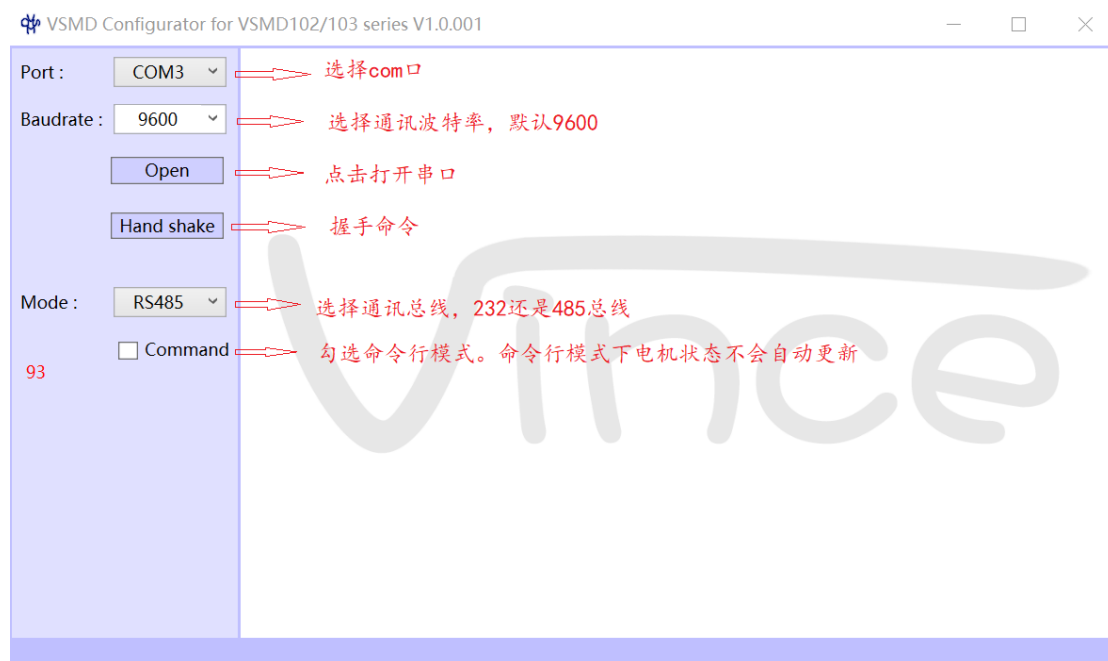 VSMD Configurator for VSMD102/103 series V1.0.001
Port : COM3 选择com口
Baudrate : 9600 选择通讯波特率，默认9600
Open 点击打开串口
Hand shake 握手命令
Mode : RS485 选择通讯总线，232还是485总线
Command 勾选命令行模式。命令行模式下电机状态不会自动更新
93
Vince